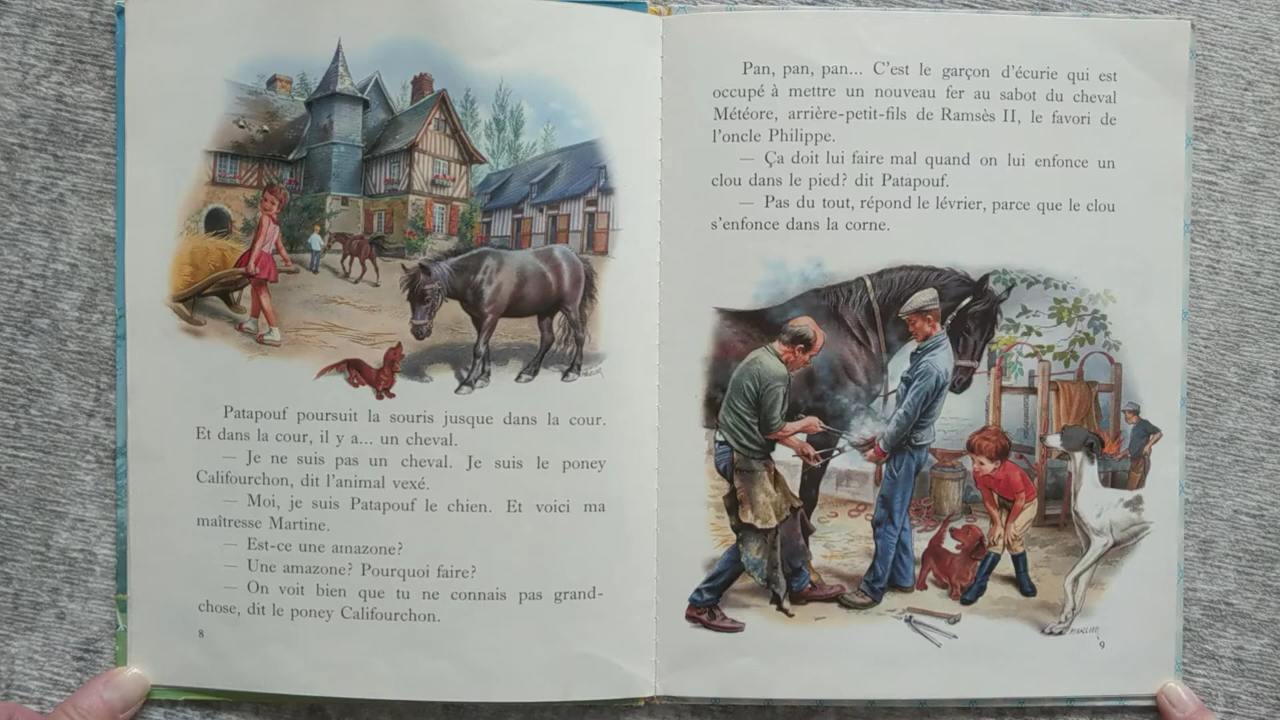 Patapouf poursuit la souris jusque dans la cour.
Et dans la cour, il y a... un cheval.
— Je ne suis pas un cheval. Je suis le poney
Califourchon, dit l'animal vexé.
— Moi, je suis Patapouf le chien. Et voici ma
maîtresse Martine.
— Est-ce une amazone?
— Une amazone? Pourquoi faire?
— On voit bien que tu ne connais pas grand-
chose, dit le poney Califourchon.
8
Pan, pan, pan... C'est le garçon d'écurie qui est
occupé à mettre un nouveau fer au sabot du cheval
Météore, arrière-petit-fils de Ramsès II, le favori de
l'oncle Philippe.
— Ça doit lui faire mal quand on lui enfonce un
clou dans le pied? dit Patapouf.
— Pas du tout, répond le lévrier, parce que le clou
s'enfonce dans la corne.
9